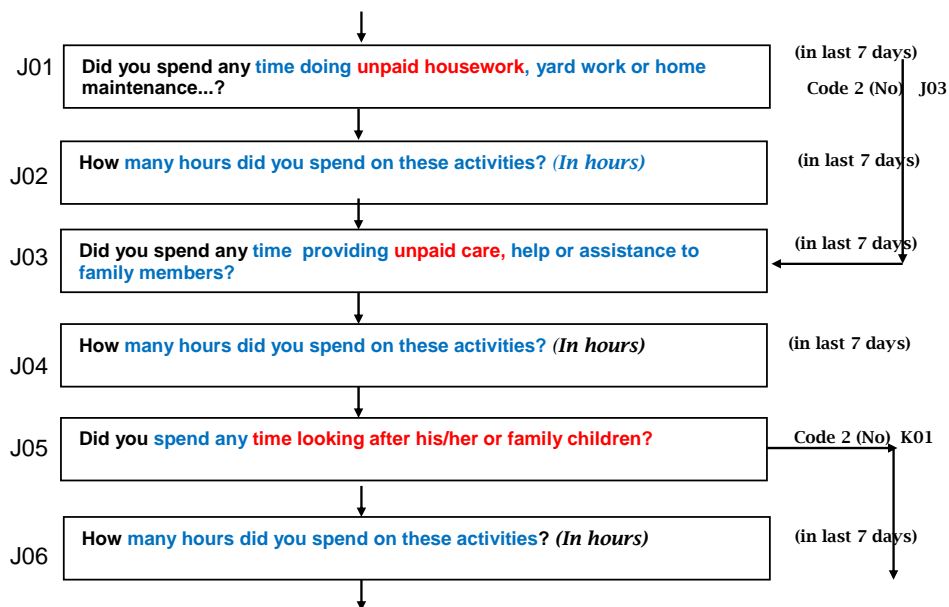 J01
Did you spend any time doing unpaid housework, yard work or home
maintenance...?
(in last 7 days)
Code 2 (No) J03
J02
How many hours did you spend on these activities? (In hours)
(in last 7 days)
J03
Did you spend any time providing unpaid care, help or assistance to
family members?
(in last 7 days)
J04
How many hours did you spend on these activities? (In hours)
(in last 7 days)
J05
Did you spend any time looking after his/her or family children?
Code 2 (No) K01
J06
How many hours did you spend on these activities? (In hours)
(in last 7 days)